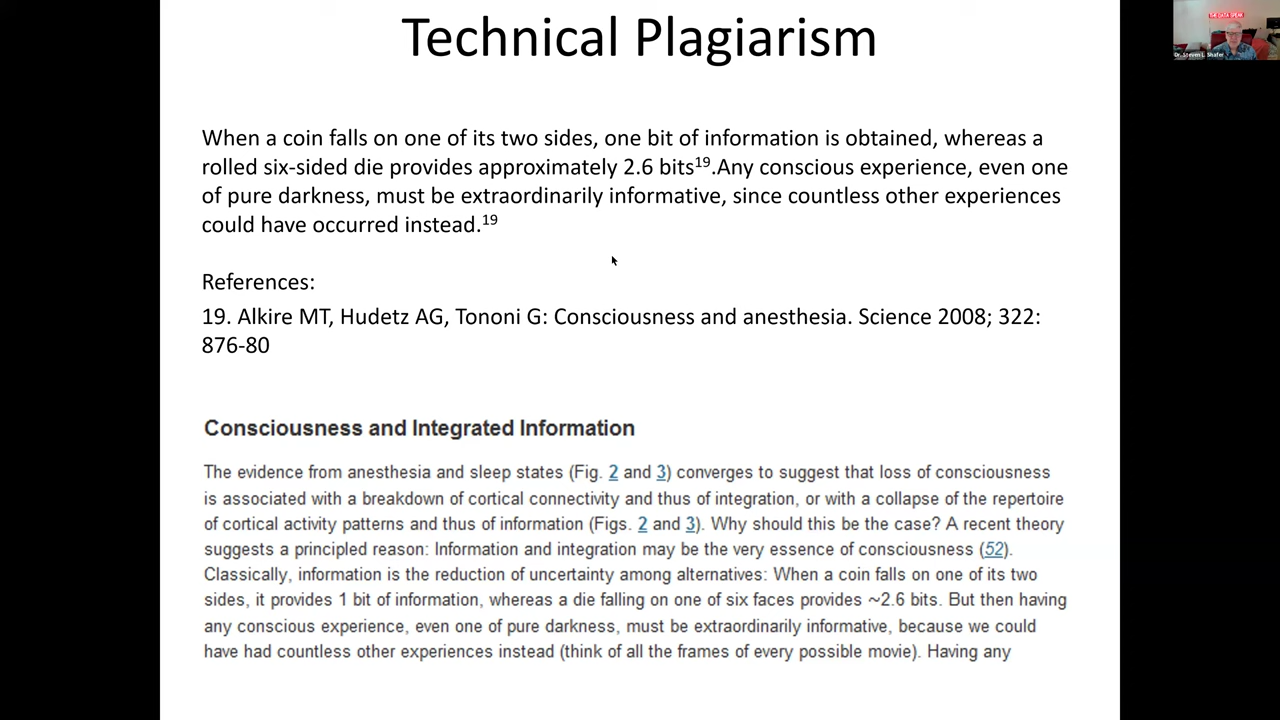 Technical Plagiarism
THE DATA SPEAK
Dr. Steven L. Shafer
When a coin falls on one of its two sides, one bit of information is obtained, whereas a
rolled six-sided die provides approximately 2.6 bits¹⁹.Any conscious experience, even one
of pure darkness, must be extraordinarily informative, since countless other experiences
could have occurred instead.¹⁹
References:
19. Alkire MT, Hudetz AG, Tononi G: Consciousness and anesthesia. Science 2008; 322:
876-80
Consciousness and Integrated Information
The evidence from anesthesia and sleep states (Fig. 2 and 3) converges to suggest that loss of consciousness
is associated with a breakdown of cortical connectivity and thus of integration, or with a collapse of the repertoire
of cortical activity patterns and thus of information (Figs. 2 and 3). Why should this be the case? A recent theory
suggests a principled reason: Information and integration may be the very essence of consciousness (52).
Classically, information is the reduction of uncertainty among alternatives: When a coin falls on one of its two
sides, it provides 1 bit of information, whereas a die falling on one of six faces provides ~2.6 bits. But then having
any conscious experience, even one of pure darkness, must be extraordinarily informative, because we could
have had countless other experiences instead (think of all the frames of every possible movie). Having any